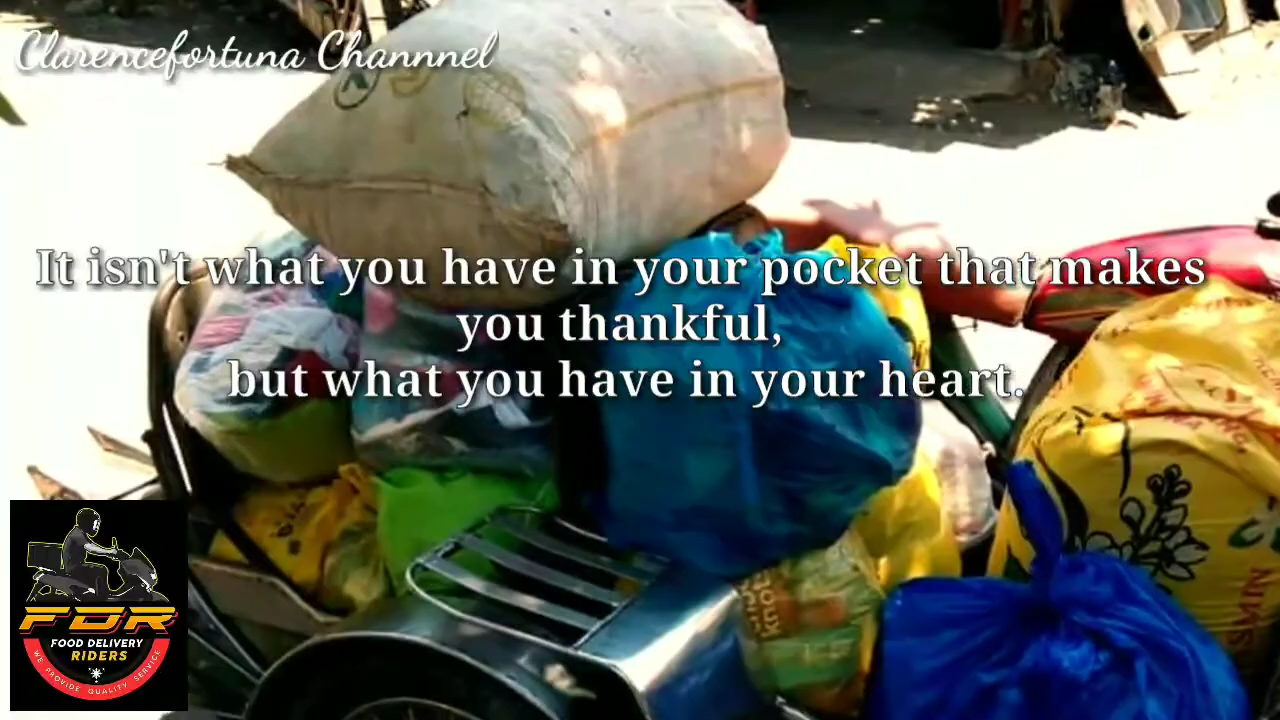 Clarencefortuna Channnel
It isn't what you have in your pocket that makes
you thankful,
but what you have in your heart.
FDR
FOOD DELIVERY
RIDERS
WE PROVIDE QUALITY SERVICE